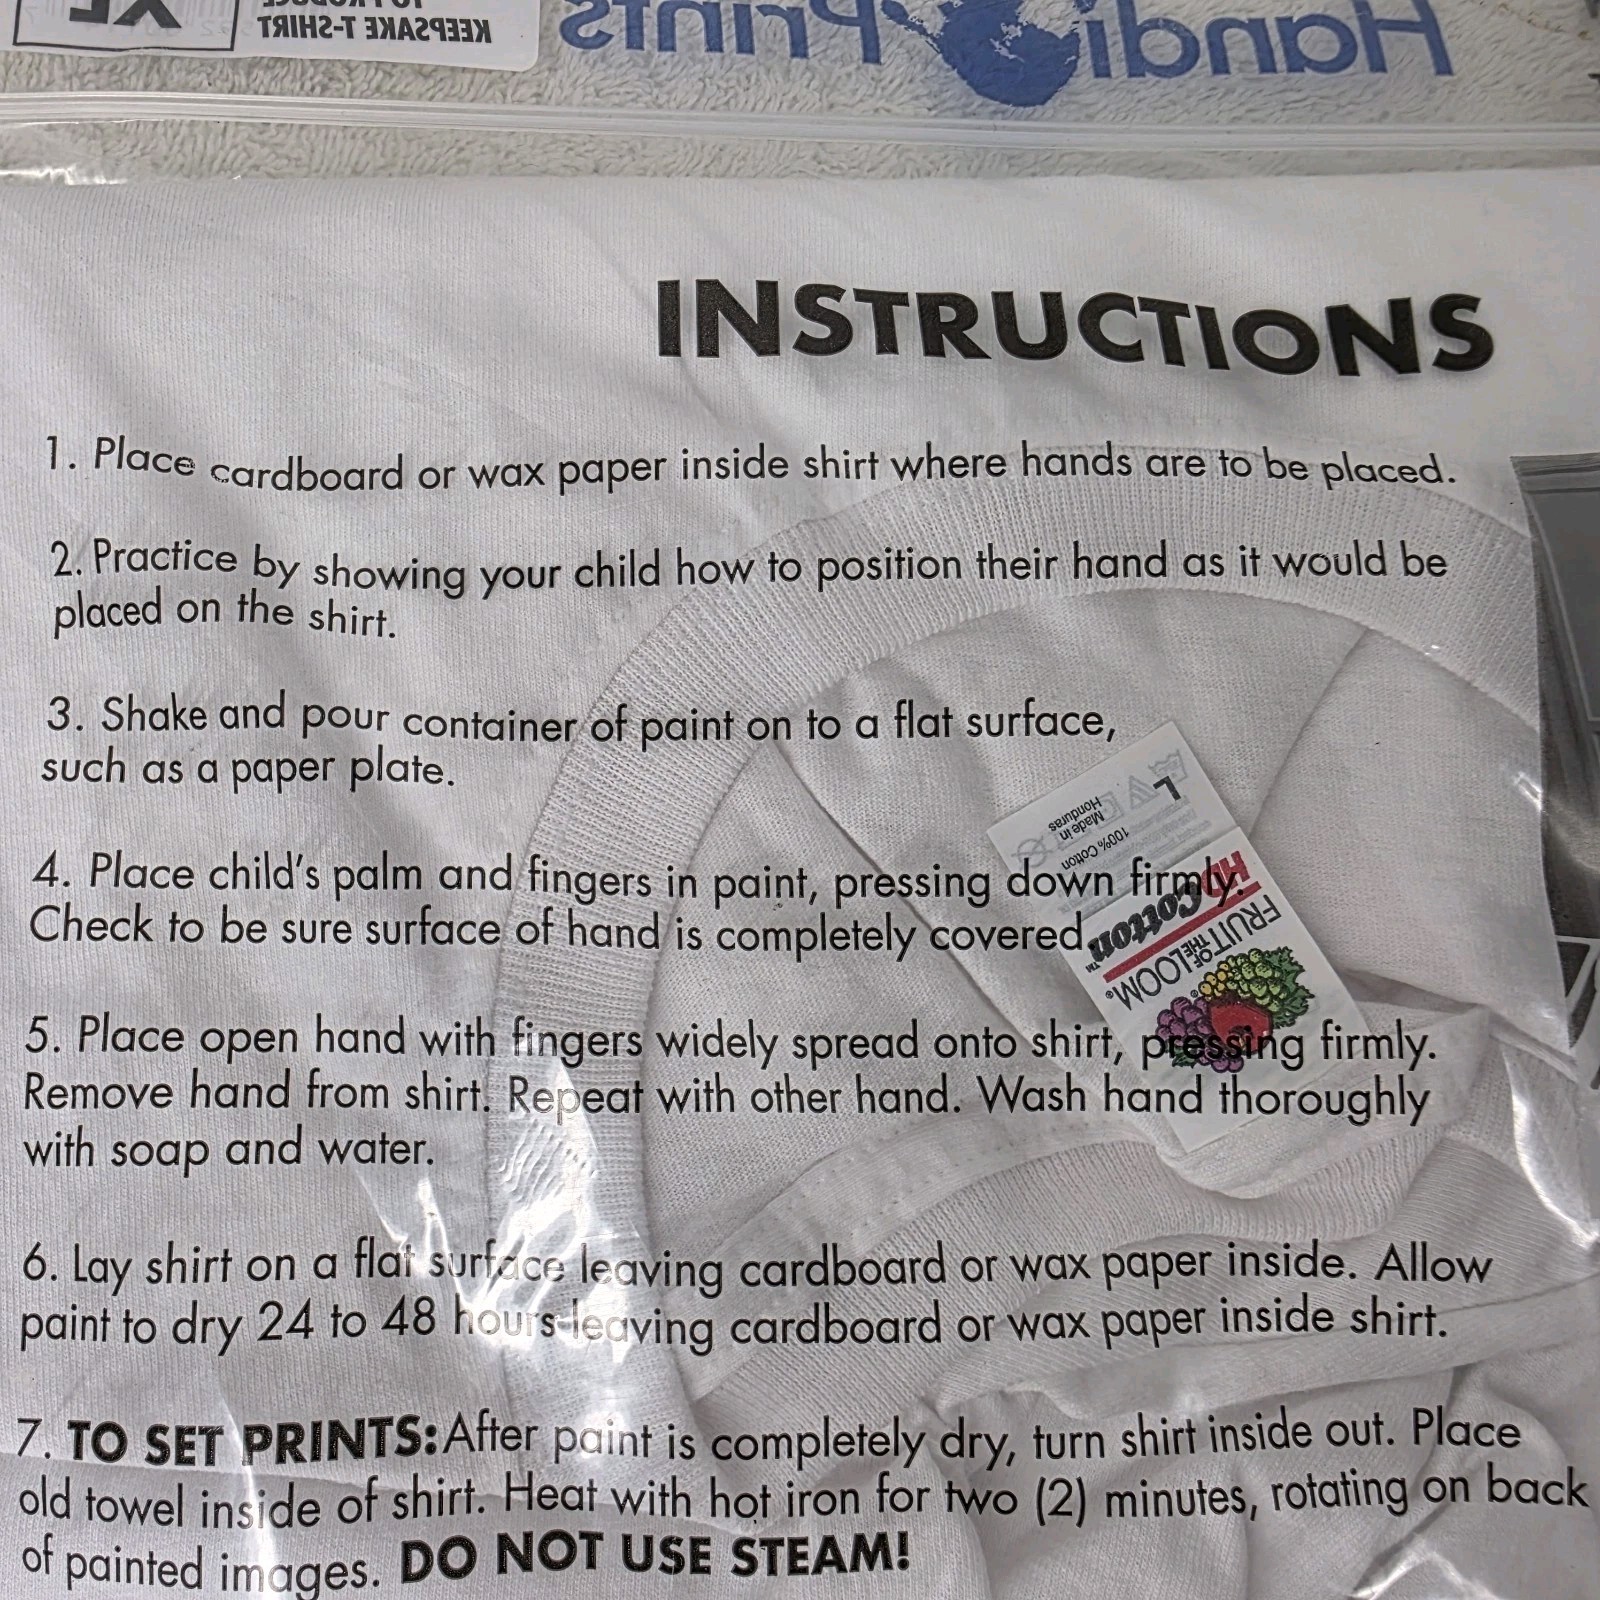 XL
TO PRODUCE
KEEPSAKE T-SHIRT
Handi Prints
INSTRUCTIONS
1. Place cardboard or wax paper inside shirt where hands are to be placed.
2. Practice by showing your child how to position their hand as it would be
placed on the shirt.
3. Shake and pour container of paint on to a flat surface,
such as a paper plate.
L
Made in
Honduras
100% Cotton
HD
Cotton™
FRUIT OF THE LOOM®
4. Place child's palm and fingers in paint, pressing down firmly.
Check to be sure surface of hand is completely covered.
5. Place open hand with fingers widely spread onto shirt, pressing firmly.
Remove hand from shirt. Repeat with other hand. Wash hand thoroughly
with soap and water.
6. Lay shirt on a flat surface leaving cardboard or wax paper inside. Allow
paint to dry 24 to 48 hours-leaving cardboard or wax paper inside shirt.
7. TO SET PRINTS: After paint is completely dry, turn shirt inside out. Place
old towel inside of shirt. Heat with hot iron for two (2) minutes, rotating on back
of painted images. DO NOT USE STEAM!